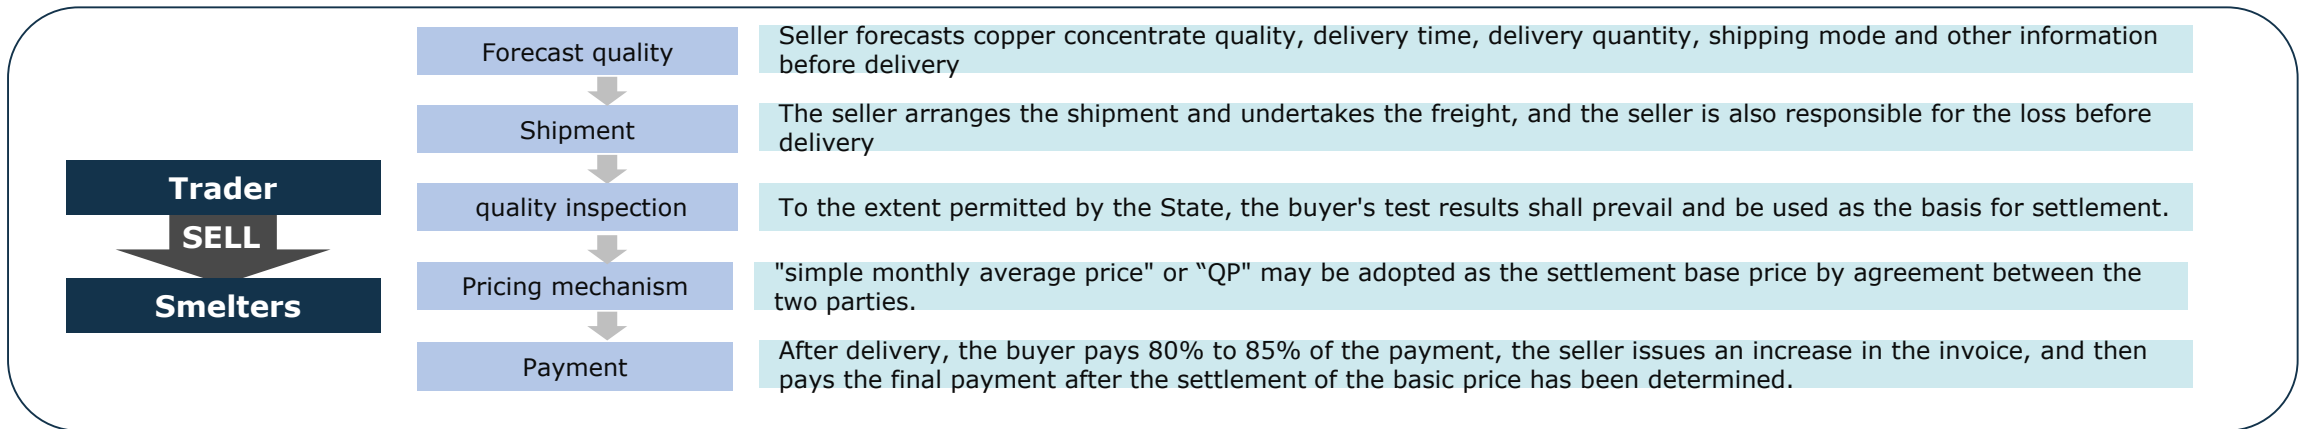 Trader
SELL
Smelters
Forecast quality
Seller forecasts copper concentrate quality, delivery time, delivery quantity, shipping mode and other information
before delivery
Shipment
The seller arranges the shipment and undertakes the freight, and the seller is also responsible for the loss before
delivery
quality inspection
To the extent permitted by the State, the buyer's test results shall prevail and be used as the basis for settlement.
Pricing mechanism
"simple monthly average price" or “QP" may be adopted as the settlement base price by agreement between the
two parties.
Payment
After delivery, the buyer pays 80% to 85% of the payment, the seller issues an increase in the invoice, and then
pays the final payment after the settlement of the basic price has been determined.